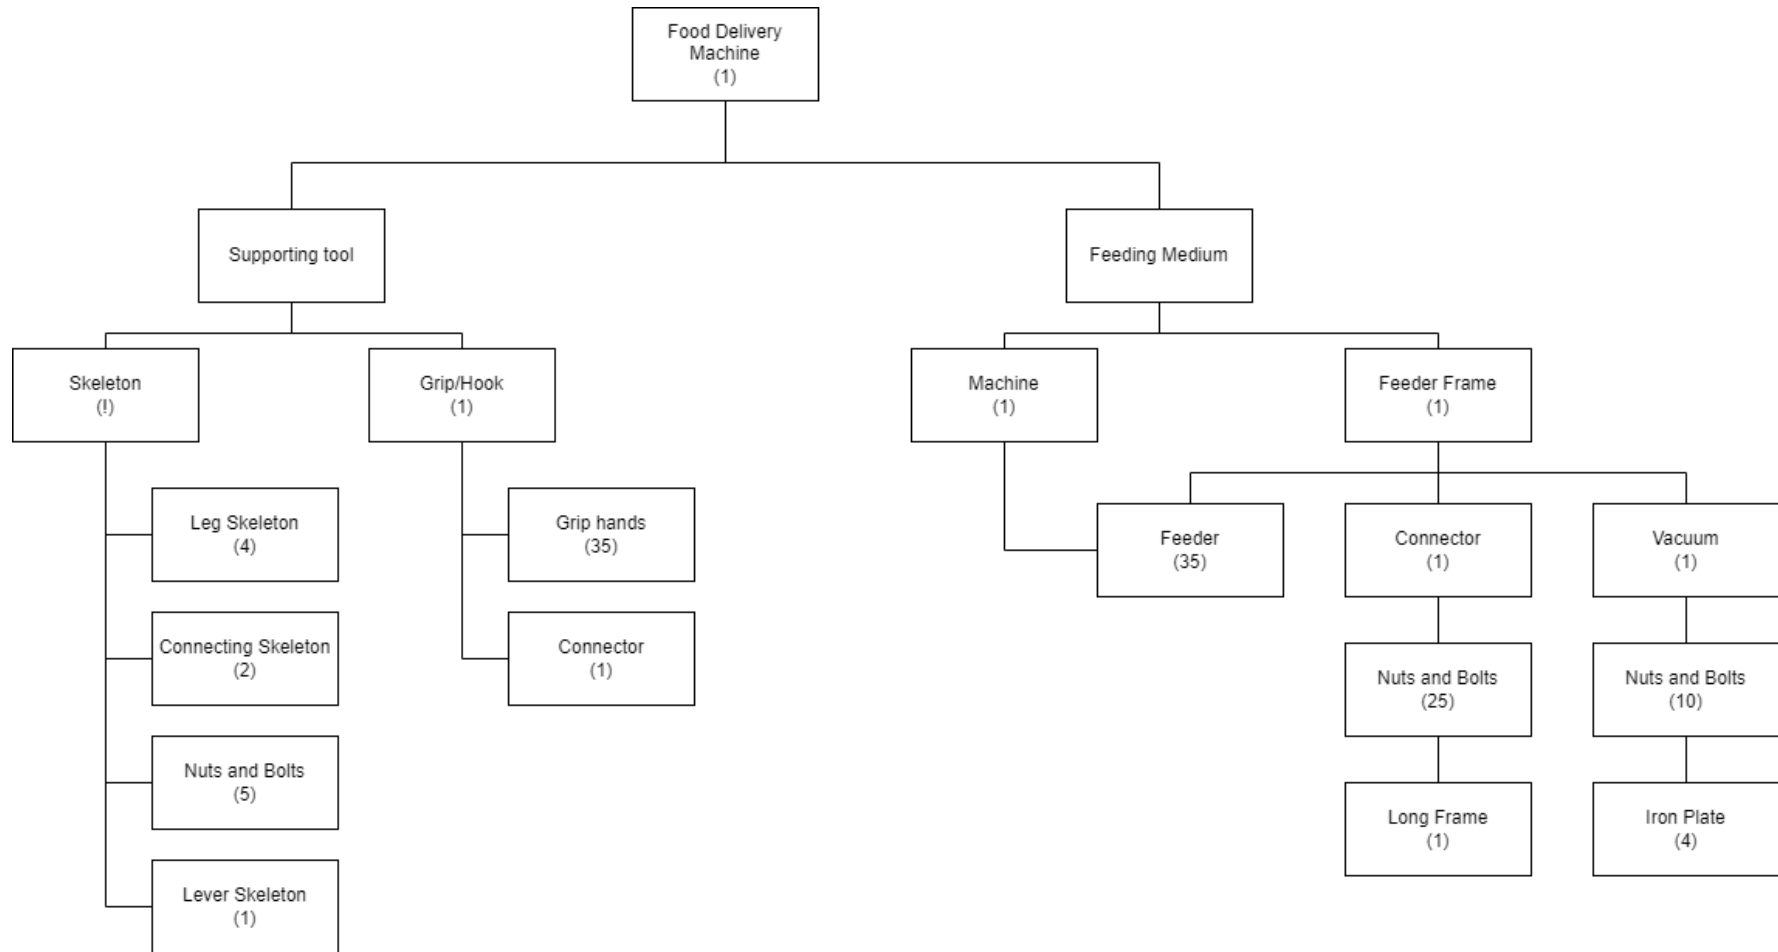 Food Delivery
Machine
(1)
Supporting tool
Feeding Medium
Skeleton
(!)
Grip/Hook
(1)
Machine
(1)
Feeder Frame
(1)
Leg Skeleton
(4)
Grip hands
(35)
Feeder
(35)
Connector
(1)
Vacuum
(1)
Connecting Skeleton
(2)
Connector
(1)
Nuts and Bolts
(25)
Nuts and Bolts
(10)
Nuts and Bolts
(5)
Long Frame
(1)
Iron Plate
(4)
Lever Skeleton
(1)